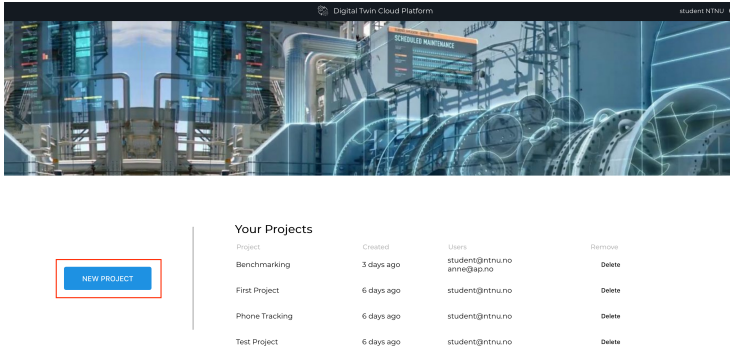 Digital Twin Cloud Platform
student NTNU
SCHEDULED MAINTENANCE
NEW PROJECT
Your Projects
Project Created Users Remove
Benchmarking 3 days ago student@ntnu.no Delete
anne@ap.no
First Project 6 days ago student@ntnu.no Delete
Phone Tracking 6 days ago student@ntnu.no Delete
Test Project 6 days ago student@ntnu.no Delete